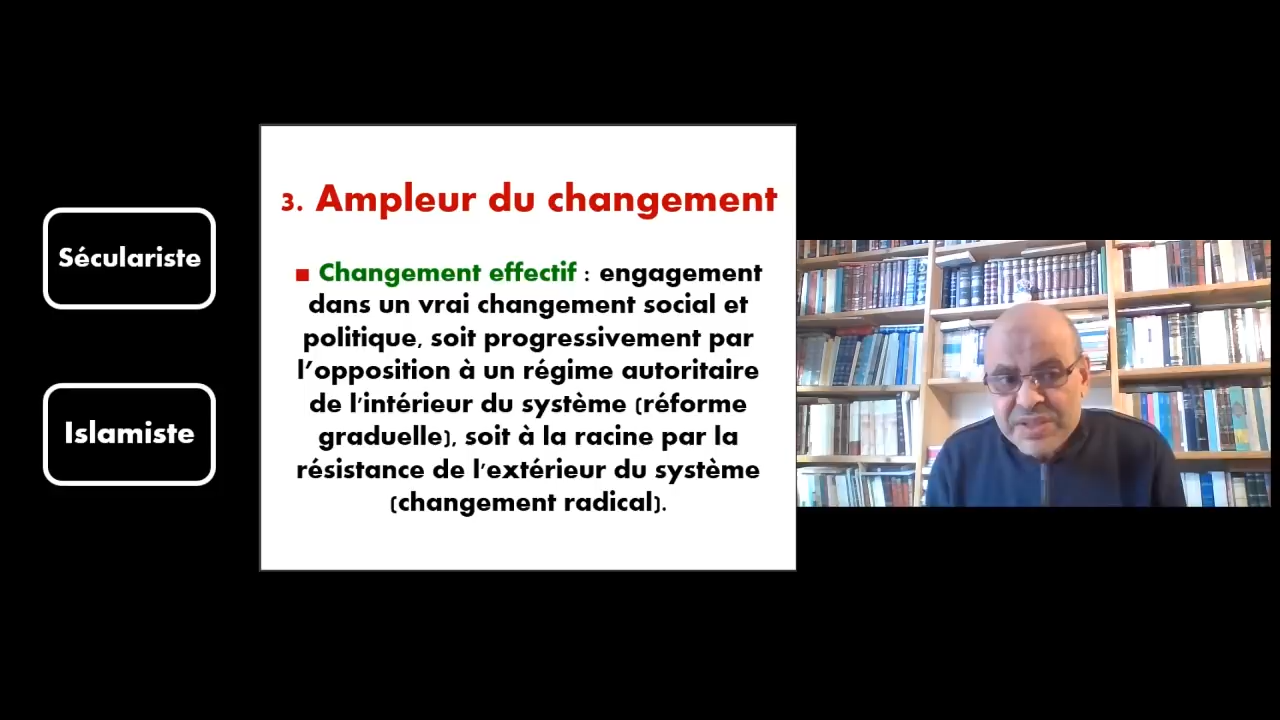 Séculariste
Islamiste
3. Ampleur du changement
▪ Changement effectif : engagement
dans un vrai changement social et
politique, soit progressivement par
l’opposition à un régime autoritaire
de l'intérieur du système (réforme
graduelle), soit à la racine par la
résistance de l'extérieur du système
(changement radical).